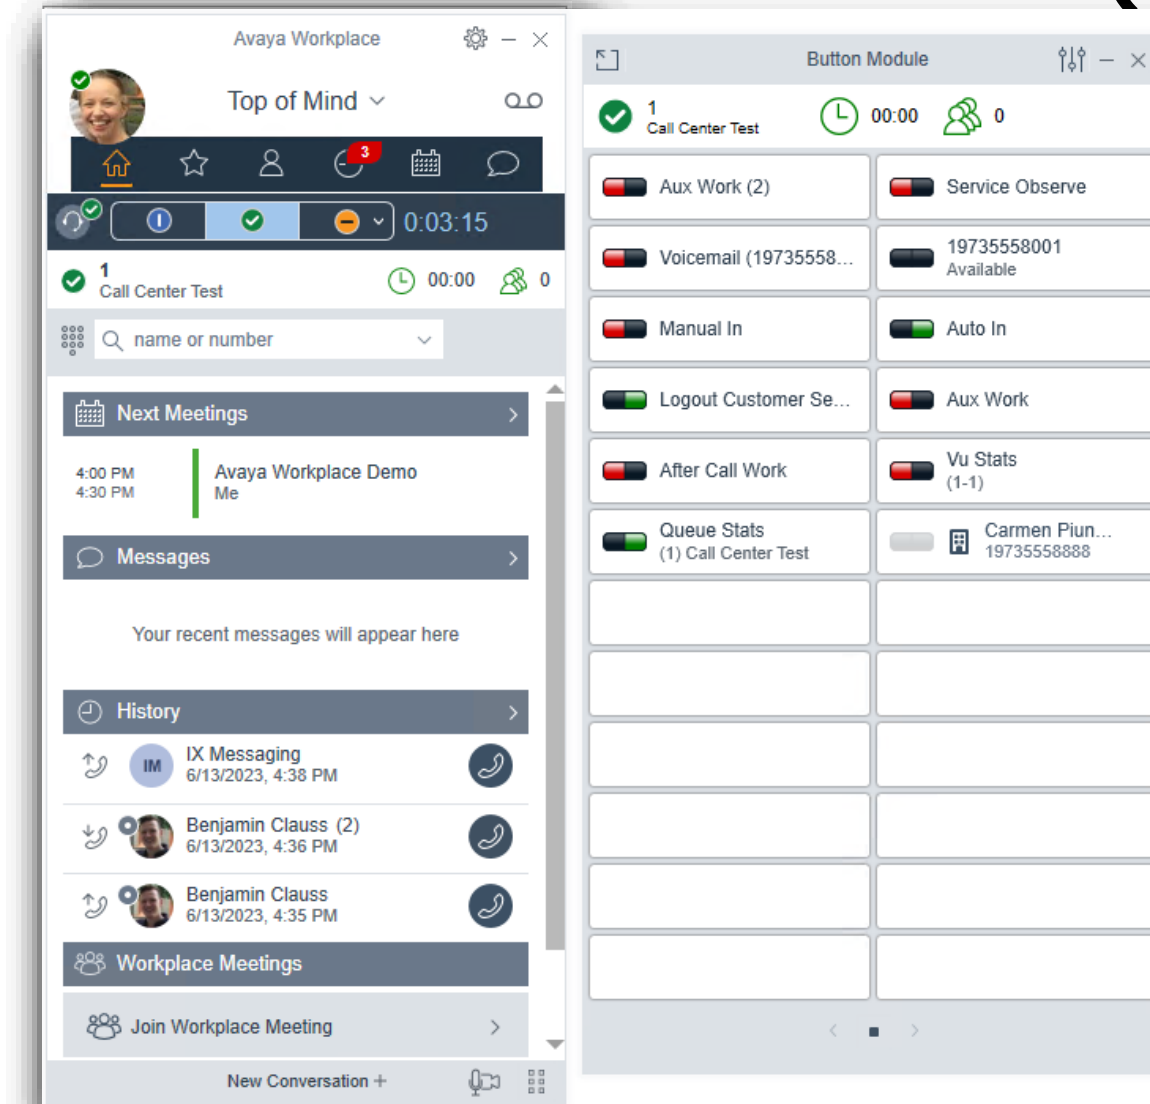 Avaya Workplace
Top of Mind
3
0:03:15
1
Call Center Test
00:00
0
name or number
Next Meetings
4:00 PM
4:30 PM
Avaya Workplace Demo
Me
Messages
Your recent messages will appear here
History
IM
IX Messaging
6/13/2023, 4:38 PM
Benjamin Clauss (2)
6/13/2023, 4:36 PM
Benjamin Clauss
6/13/2023, 4:35 PM
Workplace Meetings
Join Workplace Meeting
New Conversation +
Button Module
1
Call Center Test
00:00
0
Aux Work (2)
Service Observe
Voicemail (19735558...
19735558001
Available
Manual In
Auto In
Logout Customer Se...
Aux Work
After Call Work
Vu Stats
(1-1)
Queue Stats
(1) Call Center Test
Carmen Piun...
19735558888